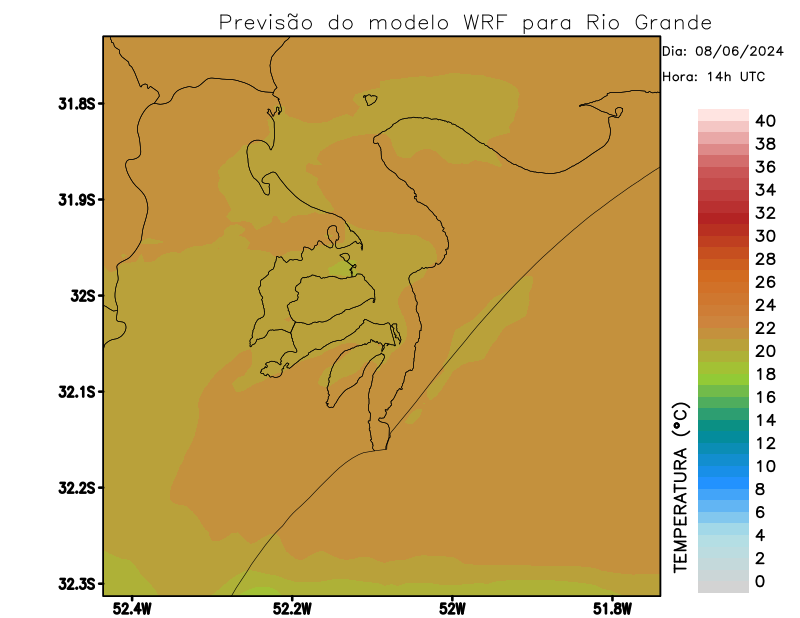 Previsão do modelo WRF para Rio Grande
Dia: 08/06/2024
Hora: 14h UTC
31.8S
31.9S
32S
32.1S
32.2S
32.3S
52.4W
52.2W
52W
51.8W
TEMPERATURA (°C)
40
38
36
34
32
30
28
26
24
22
20
18
16
14
12
10
8
6
4
2
0